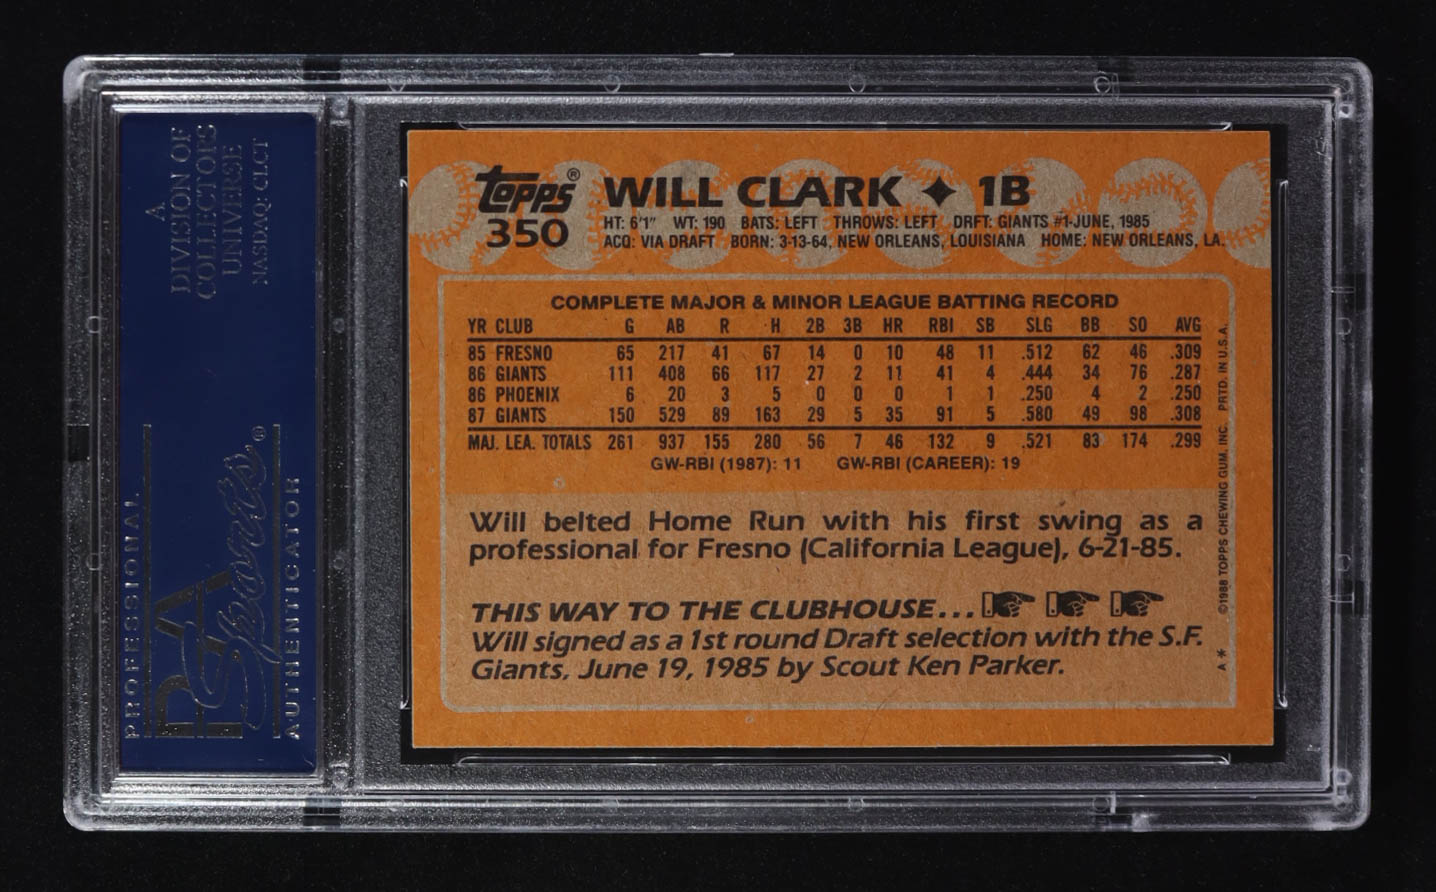 A
DIVISION OF
COLLECTORS
UNIVERSE
NASDAQ: CLCT
PROFESSIONAL
PSA
Sports®
AUTHENTICATOR
Topps®
350
WILL CLARK ✦ 1B
HT: 6'1" WT: 190 BATS: LEFT THROWS: LEFT DRFT: GIANTS #1-JUNE, 1985
ACQ: VIA DRAFT BORN: 3-13-64, NEW ORLEANS, LOUISIANA HOME: NEW ORLEANS, LA.
COMPLETE MAJOR & MINOR LEAGUE BATTING RECORD
YR CLUB G AB R H 2B 3B HR RBI SB SLG BB SO AVG
85 FRESNO 65 217 41 67 14 0 10 48 11 .512 62 46 .309
86 GIANTS 111 408 66 117 27 2 11 41 4 .444 34 76 .287
86 PHOENIX 6 20 3 5 0 0 0 1 1 .250 4 2 .250
87 GIANTS 150 529 89 163 29 5 35 91 5 .580 49 98 .308
MAJ. LEA. TOTALS 261 937 155 280 56 7 46 132 9 .521 83 174 .299
GW-RBI (1987): 11 GW-RBI (CAREER): 19
Will belted Home Run with his first swing as a
professional for Fresno (California League), 6-21-85.
THIS WAY TO THE CLUBHOUSE...
Will signed as a 1st round Draft selection with the S.F.
Giants, June 19, 1985 by Scout Ken Parker.
A* ©1988 TOPPS CHEWING GUM, INC. PRTD. IN U.S.A.